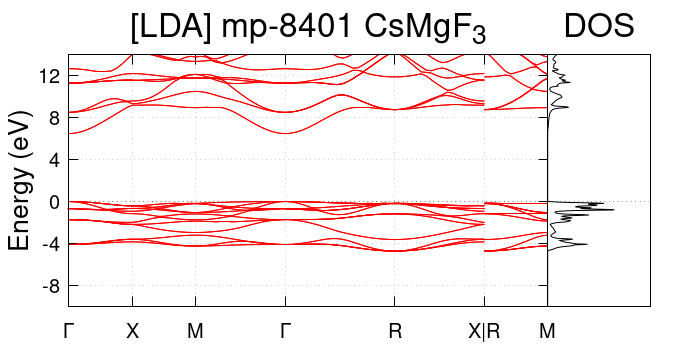 [LDA] mp-8401 CsMgF3 DOS
Energy (eV)
12
8
4
0
-4
-8
Γ X M Γ R X|R M